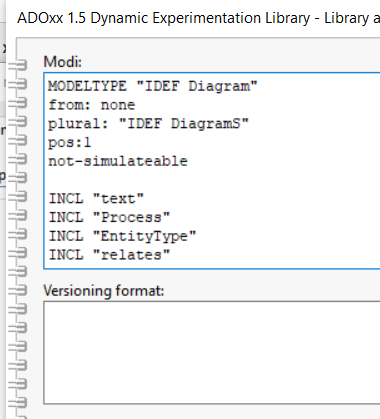 ADOxx 1.5 Dynamic Experimentation Library - Library a
Modi:
MODELTYPE "IDEF Diagram"
from: none
plural: "IDEF DiagramS"
pos:1
not-simulateable
INCL "text"
INCL "Process"
INCL "EntityType"
INCL "relates"
Versioning format: